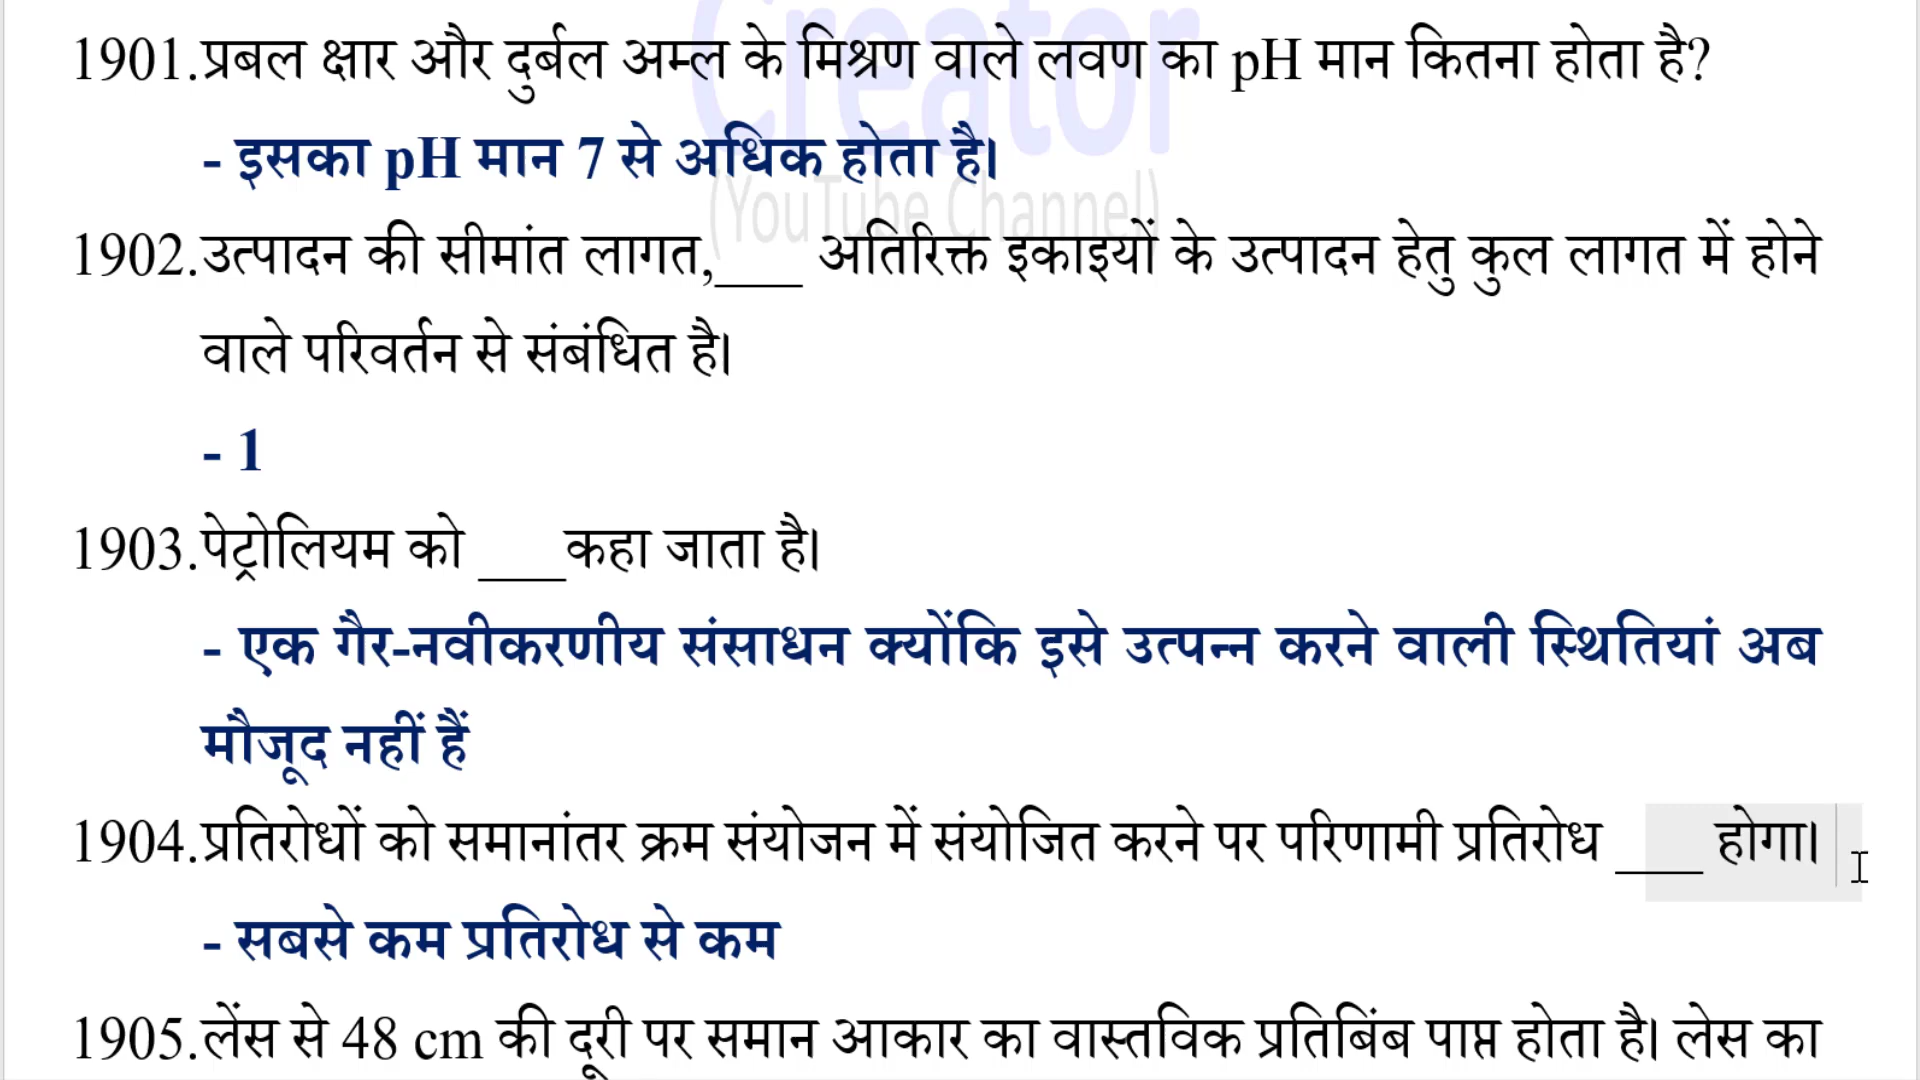 Creator
(YouTube Channel)
1901.प्रबल क्षार और दुर्बल अम्ल के मिश्रण वाले लवण का pH मान कितना होता है?
- इसका pH मान 7 से अधिक होता है।
1902.उत्पादन की सीमांत लागत,___ अतिरिक्त इकाइयों के उत्पादन हेतु कुल लागत में होने
वाले परिवर्तन से संबंधित है।
- 1
1903.पेट्रोलियम को ___कहा जाता है।
- एक गैर-नवीकरणीय संसाधन क्योंकि इसे उत्पन्न करने वाली स्थितियां अब
मौजूद नहीं हैं
1904.प्रतिरोधों को समानांतर क्रम संयोजन में संयोजित करने पर परिणामी प्रतिरोध ___ होगा।
- सबसे कम प्रतिरोध से कम
1905.लेंस से 48 cm की दूरी पर समान आकार का वास्तविक प्रतिबिंब पाप्त होता है। लेस का